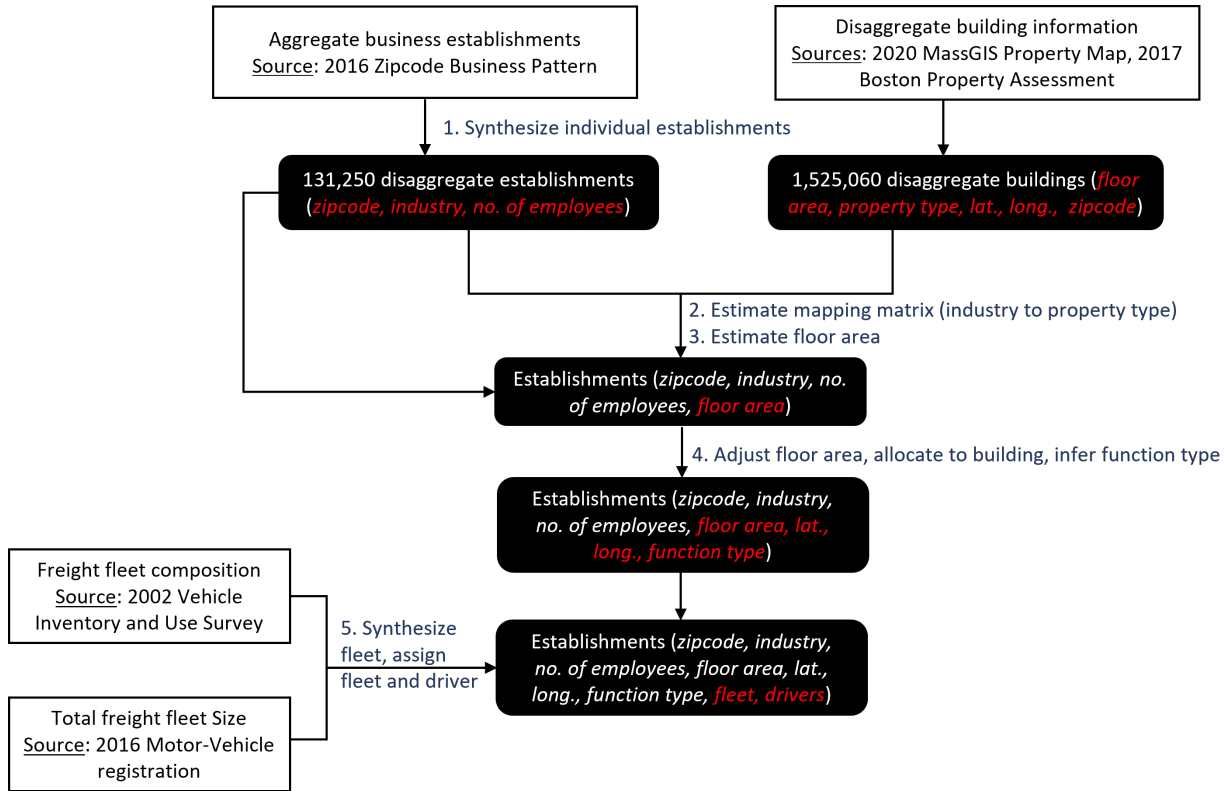 Aggregate business establishments
Source: 2016 Zipcode Business Pattern
Disaggregate building information
Sources: 2020 MassGIS Property Map, 2017
Boston Property Assessment
1. Synthesize individual establishments
131,250 disaggregate establishments
(zipcode, industry, no. of employees)
1,525,060 disaggregate buildings (floor
area, property type, lat., long., zipcode)
2. Estimate mapping matrix (industry to property type)
3. Estimate floor area
Establishments (zipcode, industry, no.
of employees, floor area)
4. Adjust floor area, allocate to building, infer function type
Establishments (zipcode, industry,
no. of employees, floor area, lat.,
long., function type)
Freight fleet composition
Source: 2002 Vehicle
Inventory and Use Survey
5. Synthesize
fleet, assign
fleet and driver
Establishments (zipcode, industry,
no. of employees, floor area, lat.,
long., function type, fleet, drivers)
Total freight fleet Size
Source: 2016 Motor-Vehicle
registration